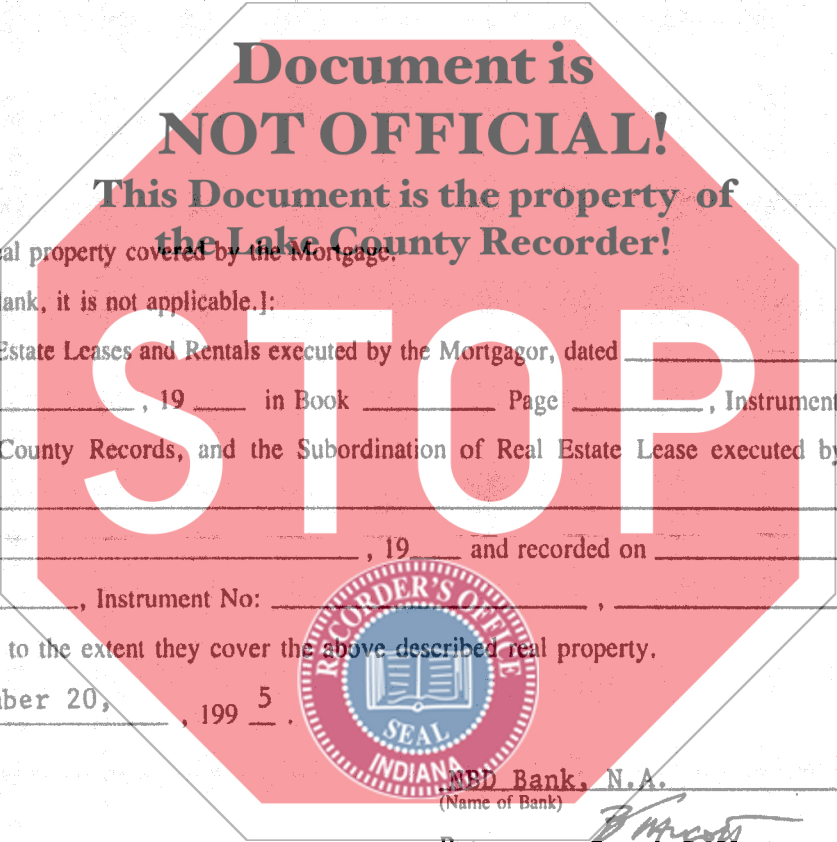 Document is
NOT OFFICIAL!
This Document is the property of
the Lake County Recorder!
al property covered by the Mortgage.
ank, it is not applicable.]:
Estate Leases and Rentals executed by the Mortgagor, dated
, 19 in Book Page , Instrument
County Records, and the Subordination of Real Estate Lease executed by
STOP
, 19 and recorded on
, Instrument No: ,
to the extent they cover the above described real property.
ber 20, , 199 5 .
RECORDER'S OFFICE
SEAL
INDIANA
NBD Bank, N.A.
(Name of Bank)